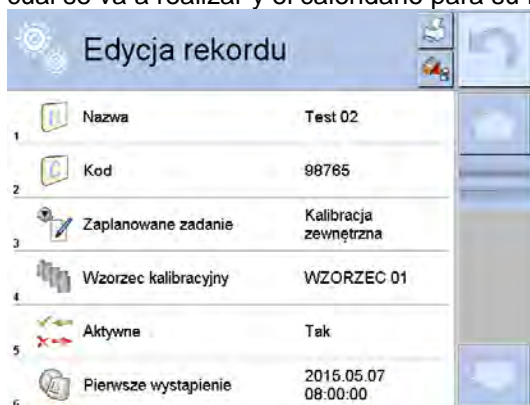 cual se va a realizar y el calendario para su
Edycja rekordu
1 Nazwa Test 02
2 Kod 98765
3 Zaplanowane zadanie Kalibracja
zewnętrzna
4 Wzorzec kalibracyjny WZORZEC 01
5 Aktywne Tak
6 Pierwsze wystąpienie 2015.05.07
08:00:00